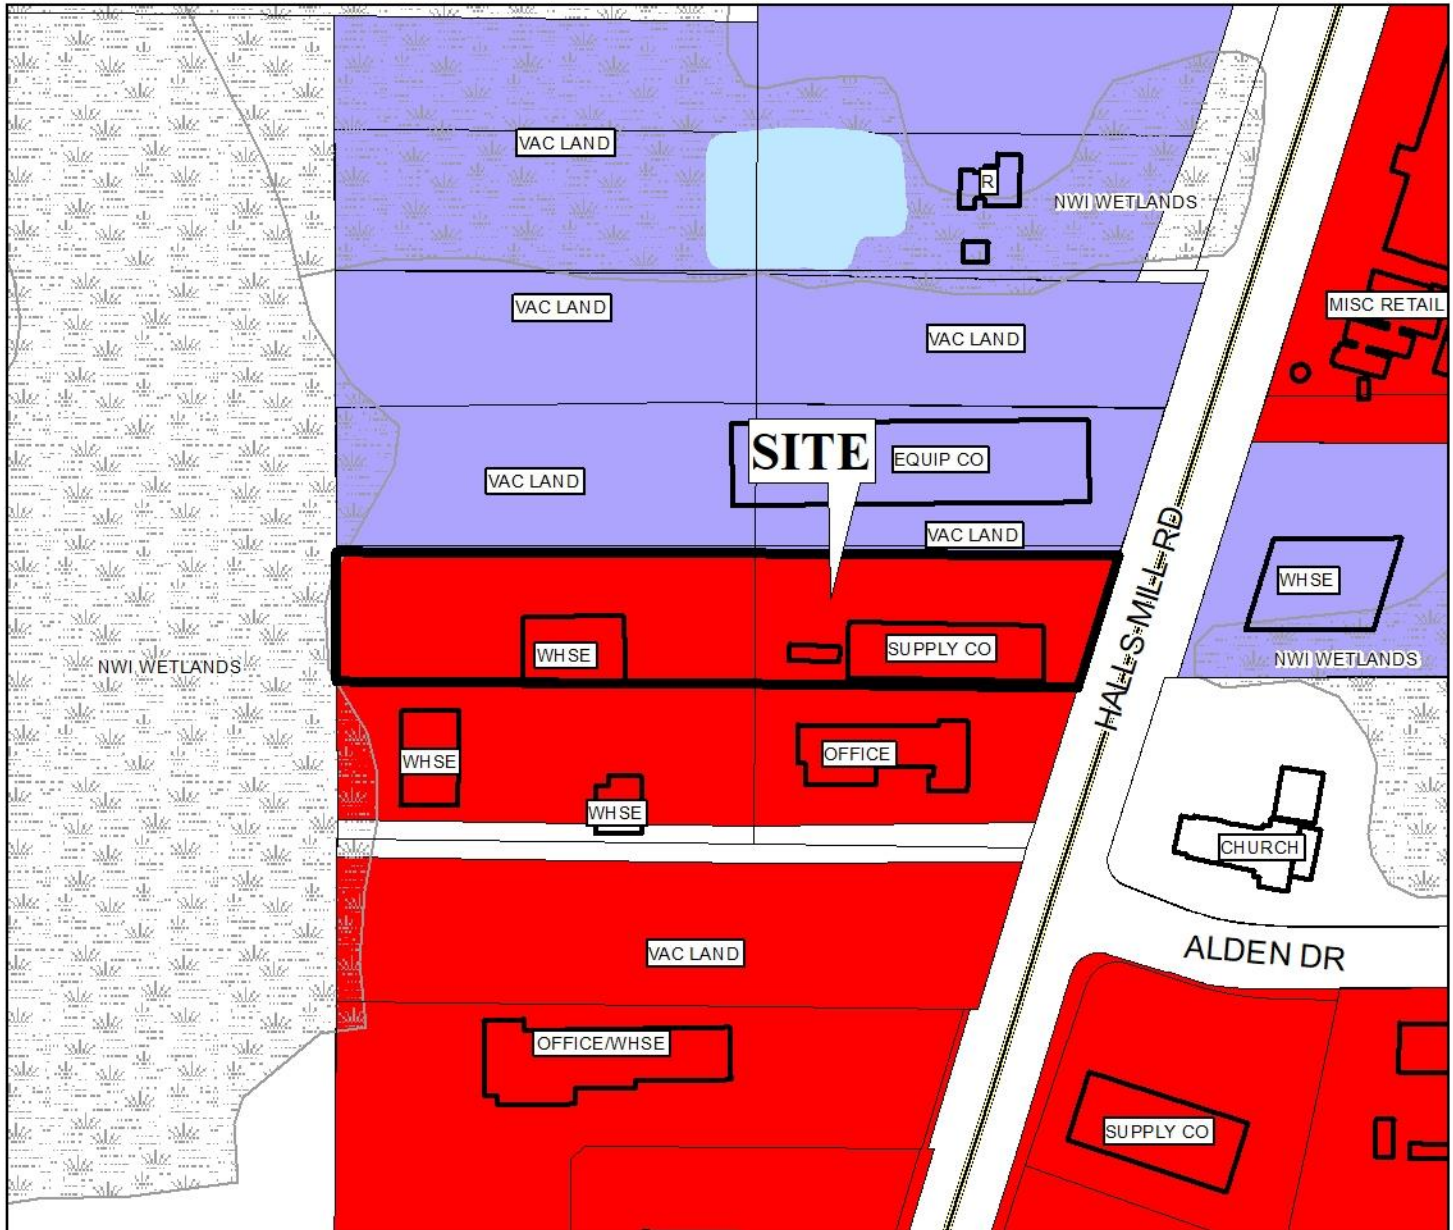 VAC LAND
R
NWI WETLANDS
VAC LAND
MISC RETAIL
VAC LAND
SITE
EQUIP CO
VAC LAND
VAC LAND
HALLS MILL RD
WHSE
WHSE
SUPPLY CO
NWI WETLANDS
NWI WETLANDS
WHSE
OFFICE
WHSE
CHURCH
VAC LAND
ALDEN DR
OFFICE/WHSE
SUPPLY CO